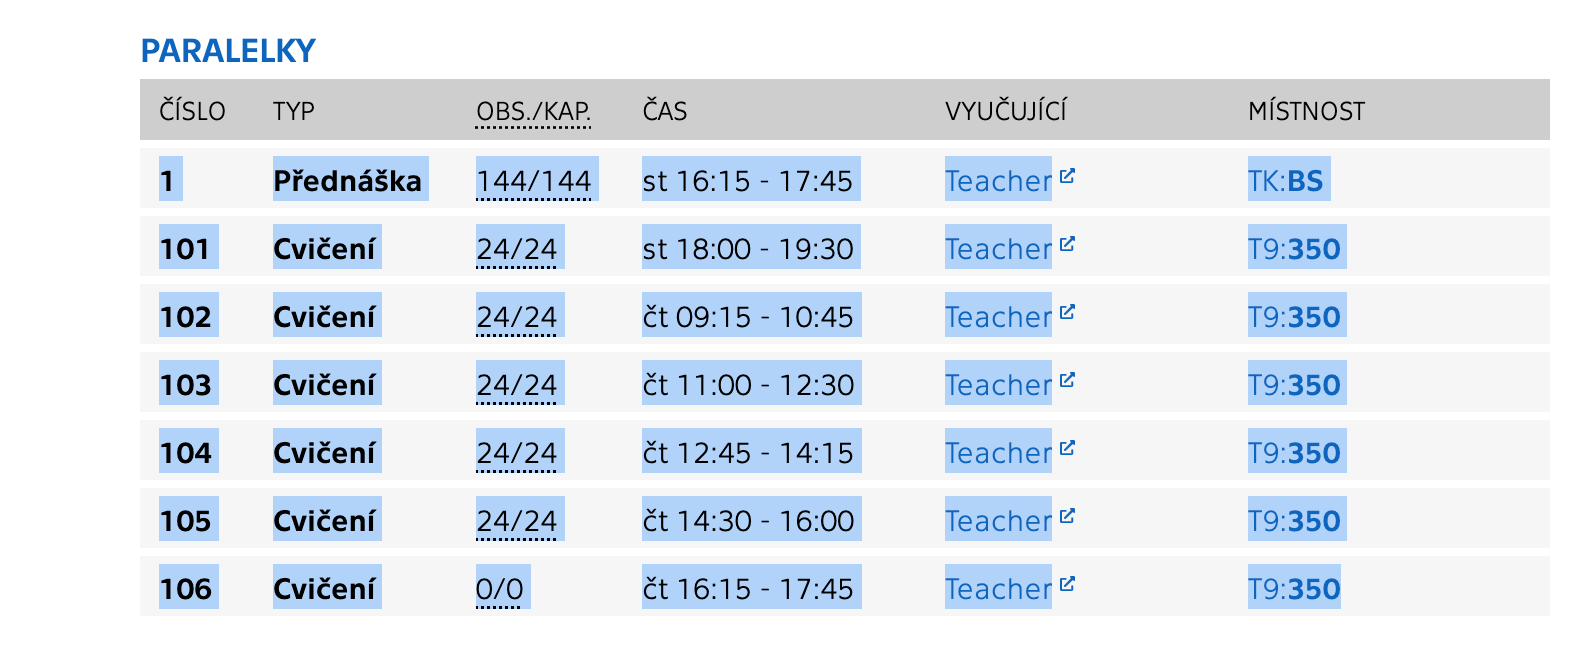 PARALELKY
ČÍSLO TYP OBS./KAP. ČAS VYUČUJÍCÍ MÍSTNOST
1 Přednáška 144/144 st 16:15 - 17:45 Teacher TK:BS
101 Cvičení 24/24 st 18:00 - 19:30 Teacher T9:350
102 Cvičení 24/24 čt 09:15 - 10:45 Teacher T9:350
103 Cvičení 24/24 čt 11:00 - 12:30 Teacher T9:350
104 Cvičení 24/24 čt 12:45 - 14:15 Teacher T9:350
105 Cvičení 24/24 čt 14:30 - 16:00 Teacher T9:350
106 Cvičení 0/0 čt 16:15 - 17:45 Teacher T9:350